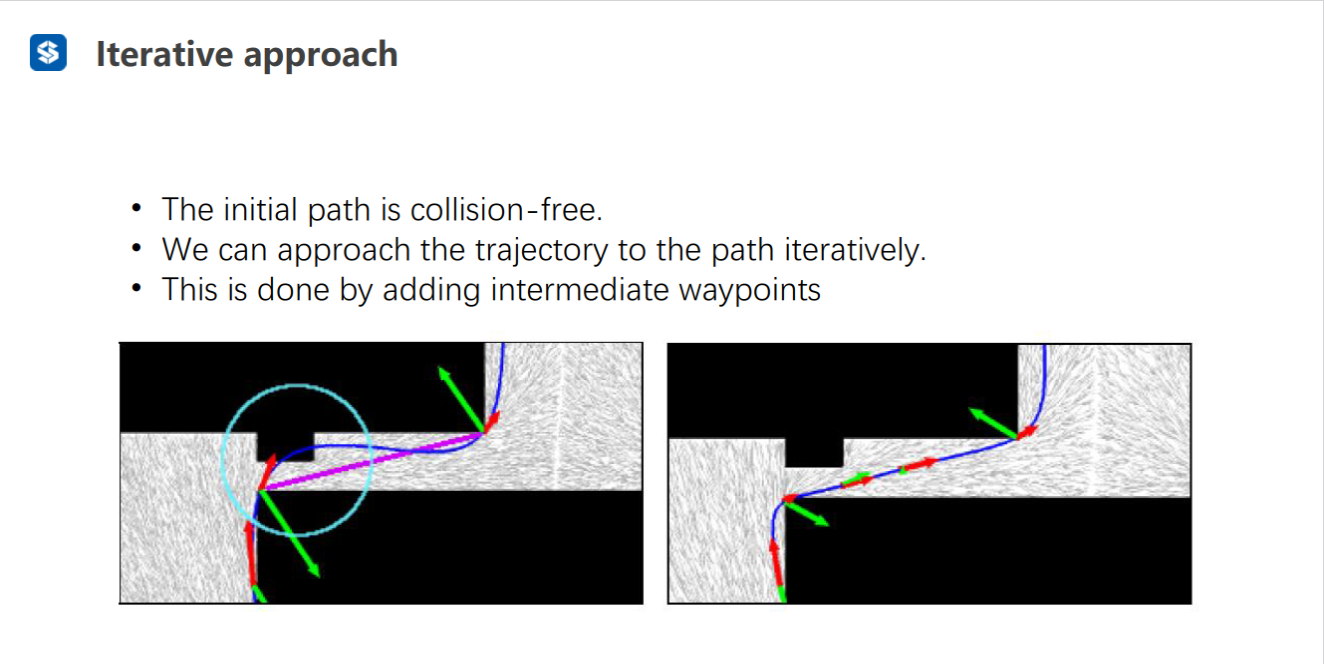 Iterative approach
• The initial path is collision-free.
• We can approach the trajectory to the path iteratively.
• This is done by adding intermediate waypoints